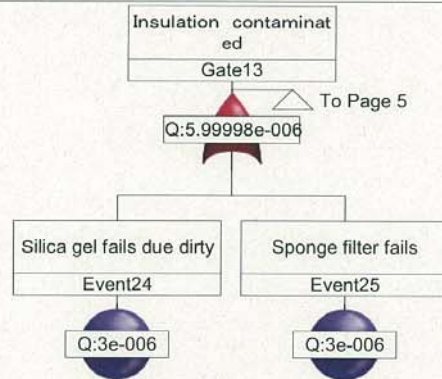 Insulation contaminat
ed
Gate13
To Page 5
Q:5.99998e-006
Silica gel fails due dirty
Sponge filter fails
Event24
Event25
Q:3e-006
Q:3e-006